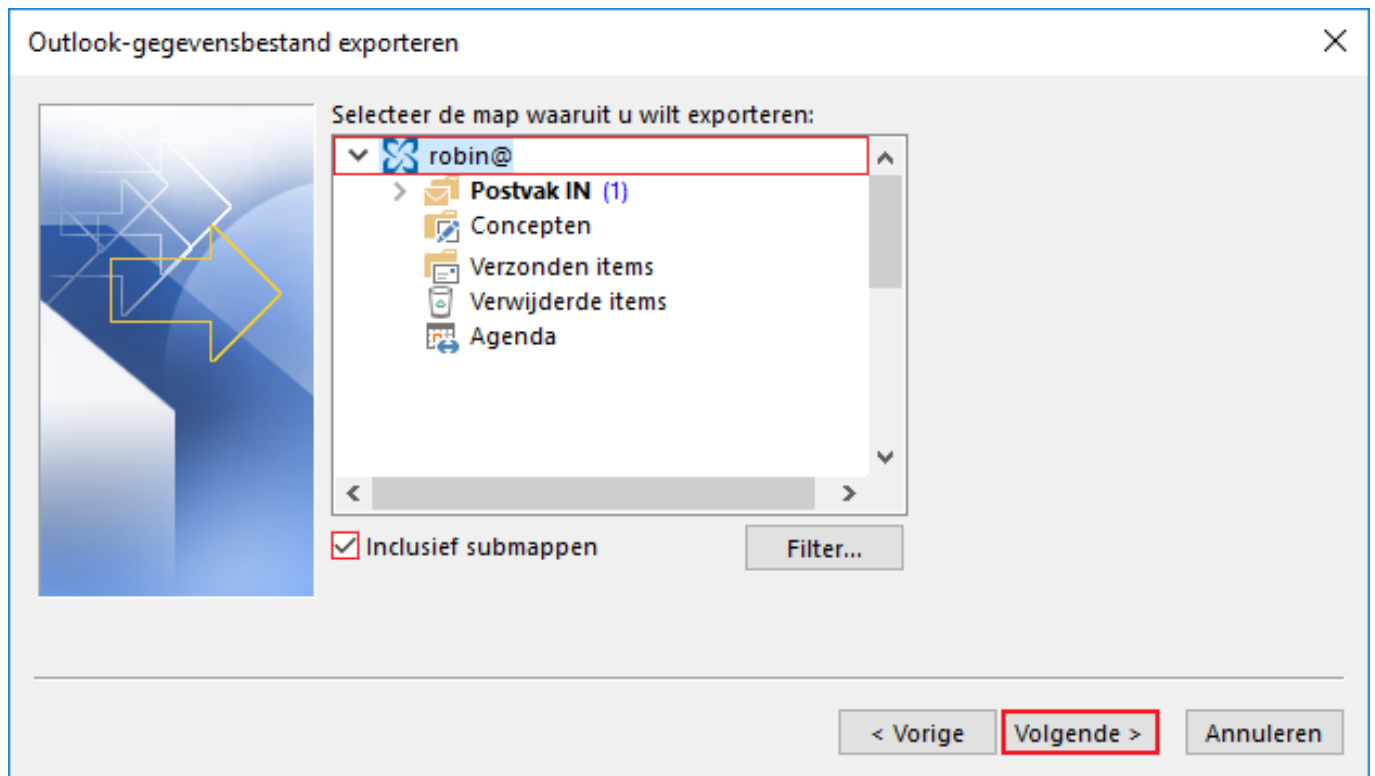 Outlook-gegevensbestand exporteren
Selecteer de map waaruit u wilt exporteren:
robin@
Postvak IN (1)
Concepten
Verzonden items
Verwijderde items
Agenda
Inclusief submappen
Filter...
< Vorige
Volgende >
Annuleren